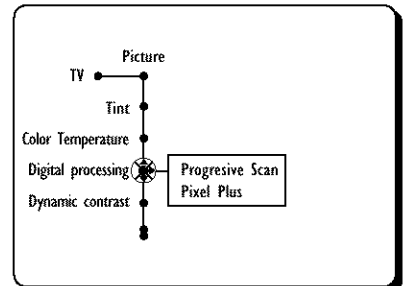 Picture
TV
Tint
Color Temperature
Digital processing
Progresive Scan
Pixel Plus
Dynamic contrast